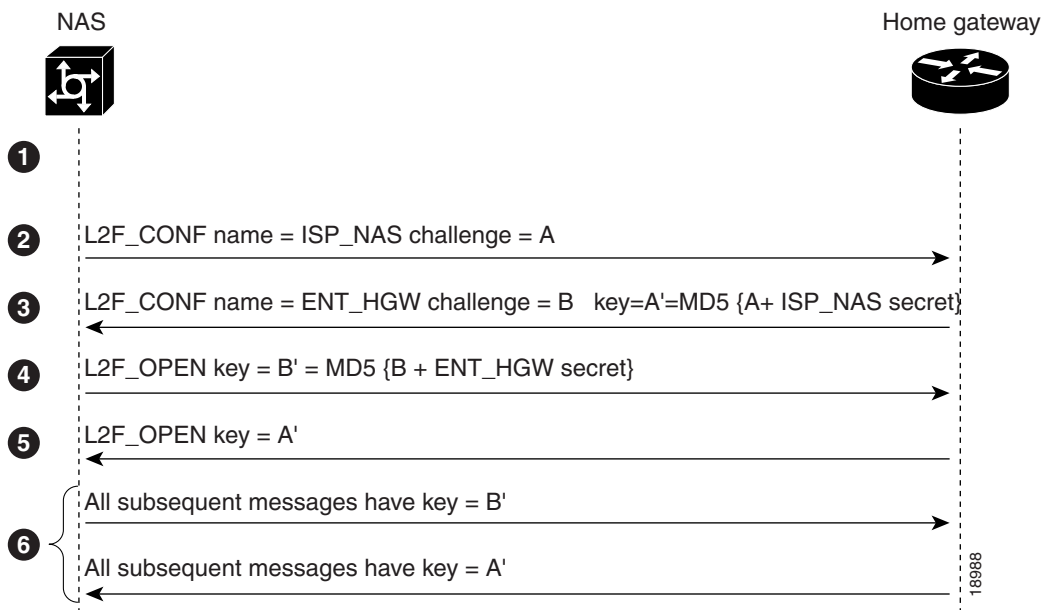 NAS
Home gateway
1
2
L2F_CONF name = ISP_NAS challenge = A
3
L2F_CONF name = ENT_HGW challenge = B key=A'=MD5 {A+ ISP_NAS secret}
4
L2F_OPEN key = B' = MD5 {B + ENT_HGW secret}
5
L2F_OPEN key = A'
All subsequent messages have key = B'
6
All subsequent messages have key = A'
18988